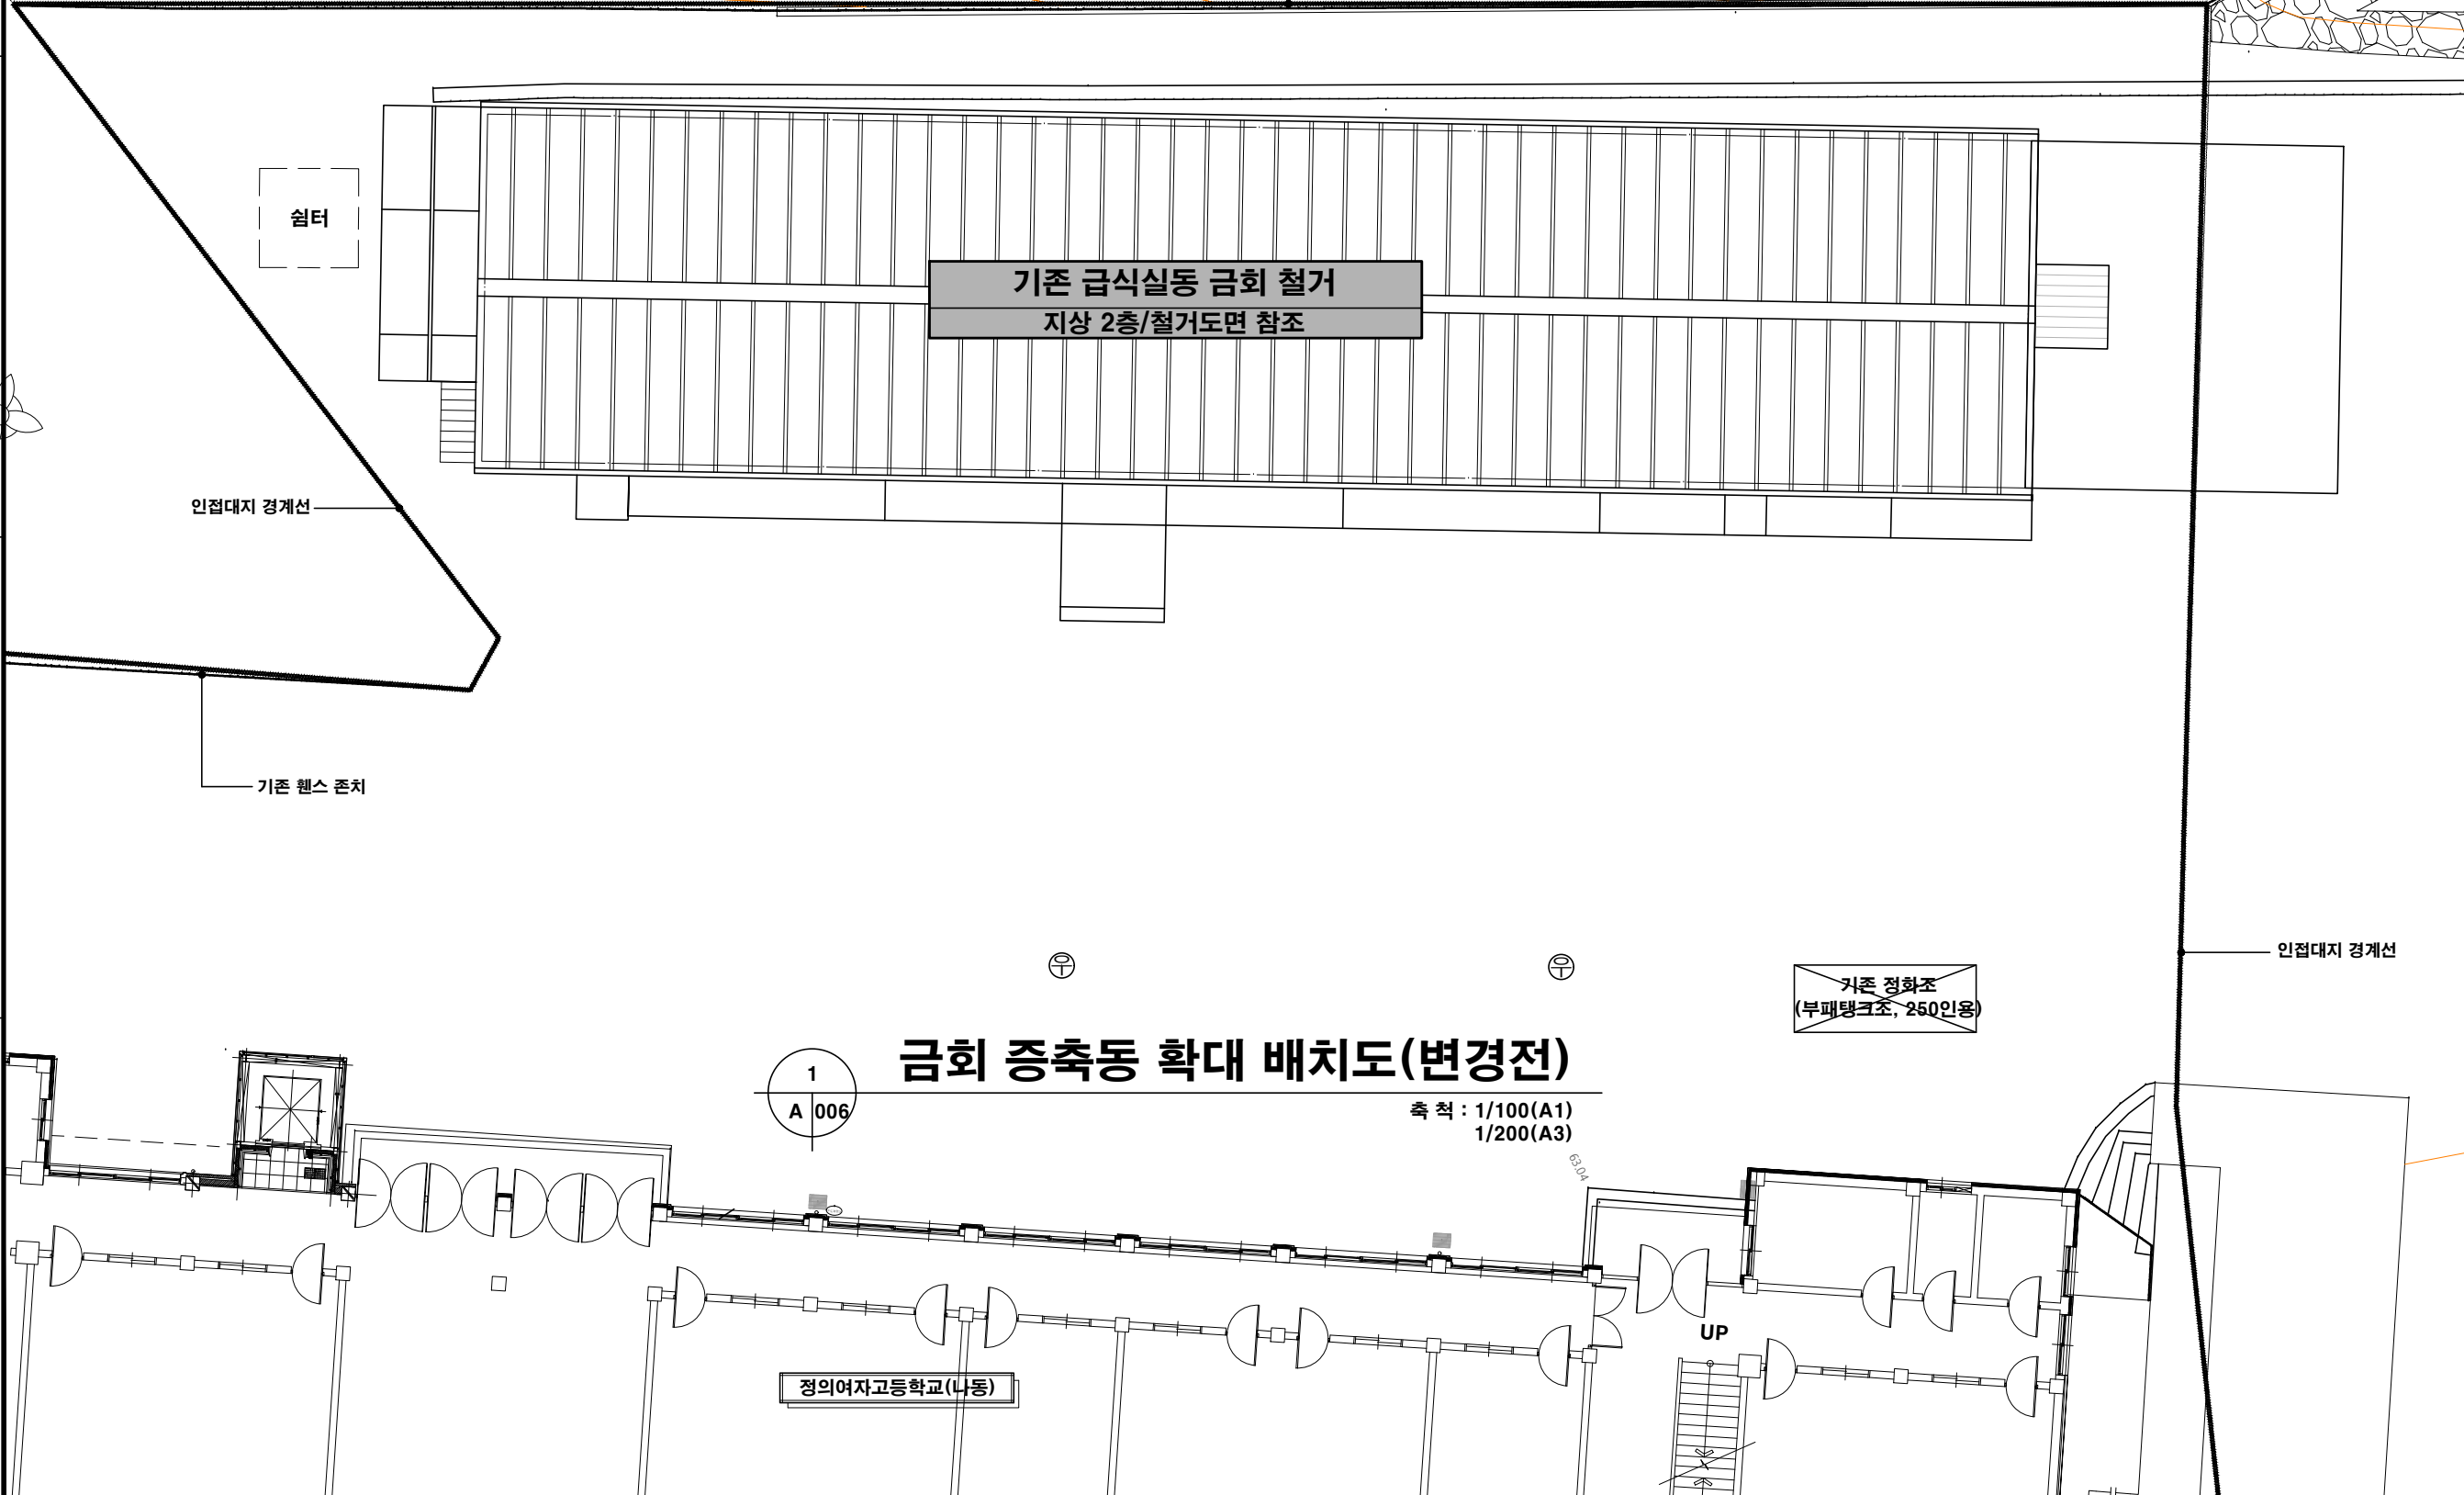 쉼터
기존 급식실동 금회 철거
지상 2층/철거도면 참조
인접대지 경계선
기존 휀스 존치
인접대지 경계선
우
우
기존 정화조
(부패탱크조, 250인용)
1
A 006
금회 증축동 확대 배치도(변경전)
축 척 : 1/100(A1)
1/200(A3)
63.04
UP
정의여자고등학교(나동)